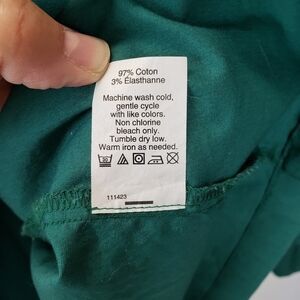 97% Coton
3% Élasthanne
Machine wash cold,
gentle cycle
with like colors.
Non chlorine
bleach only.
Tumble dry low.
Warm iron as needed.
111423